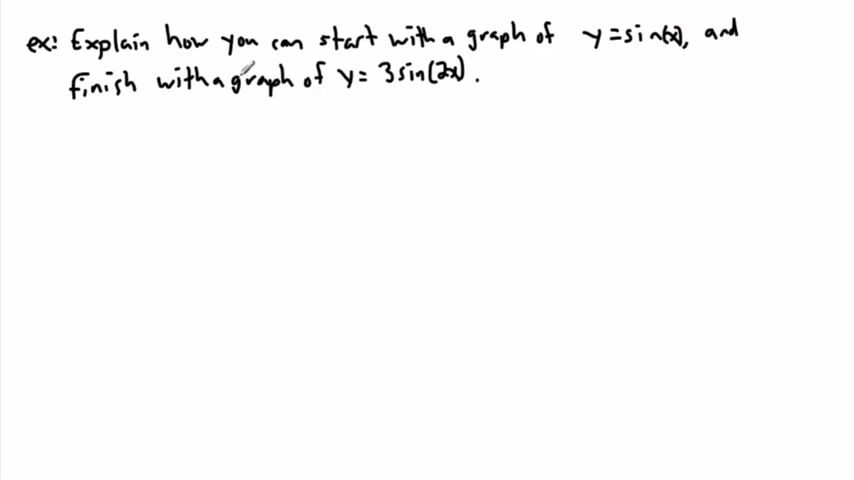 ex: Explain how you can start with a graph of y=sin(x), and
finish with a graph of y= 3sin(2x).